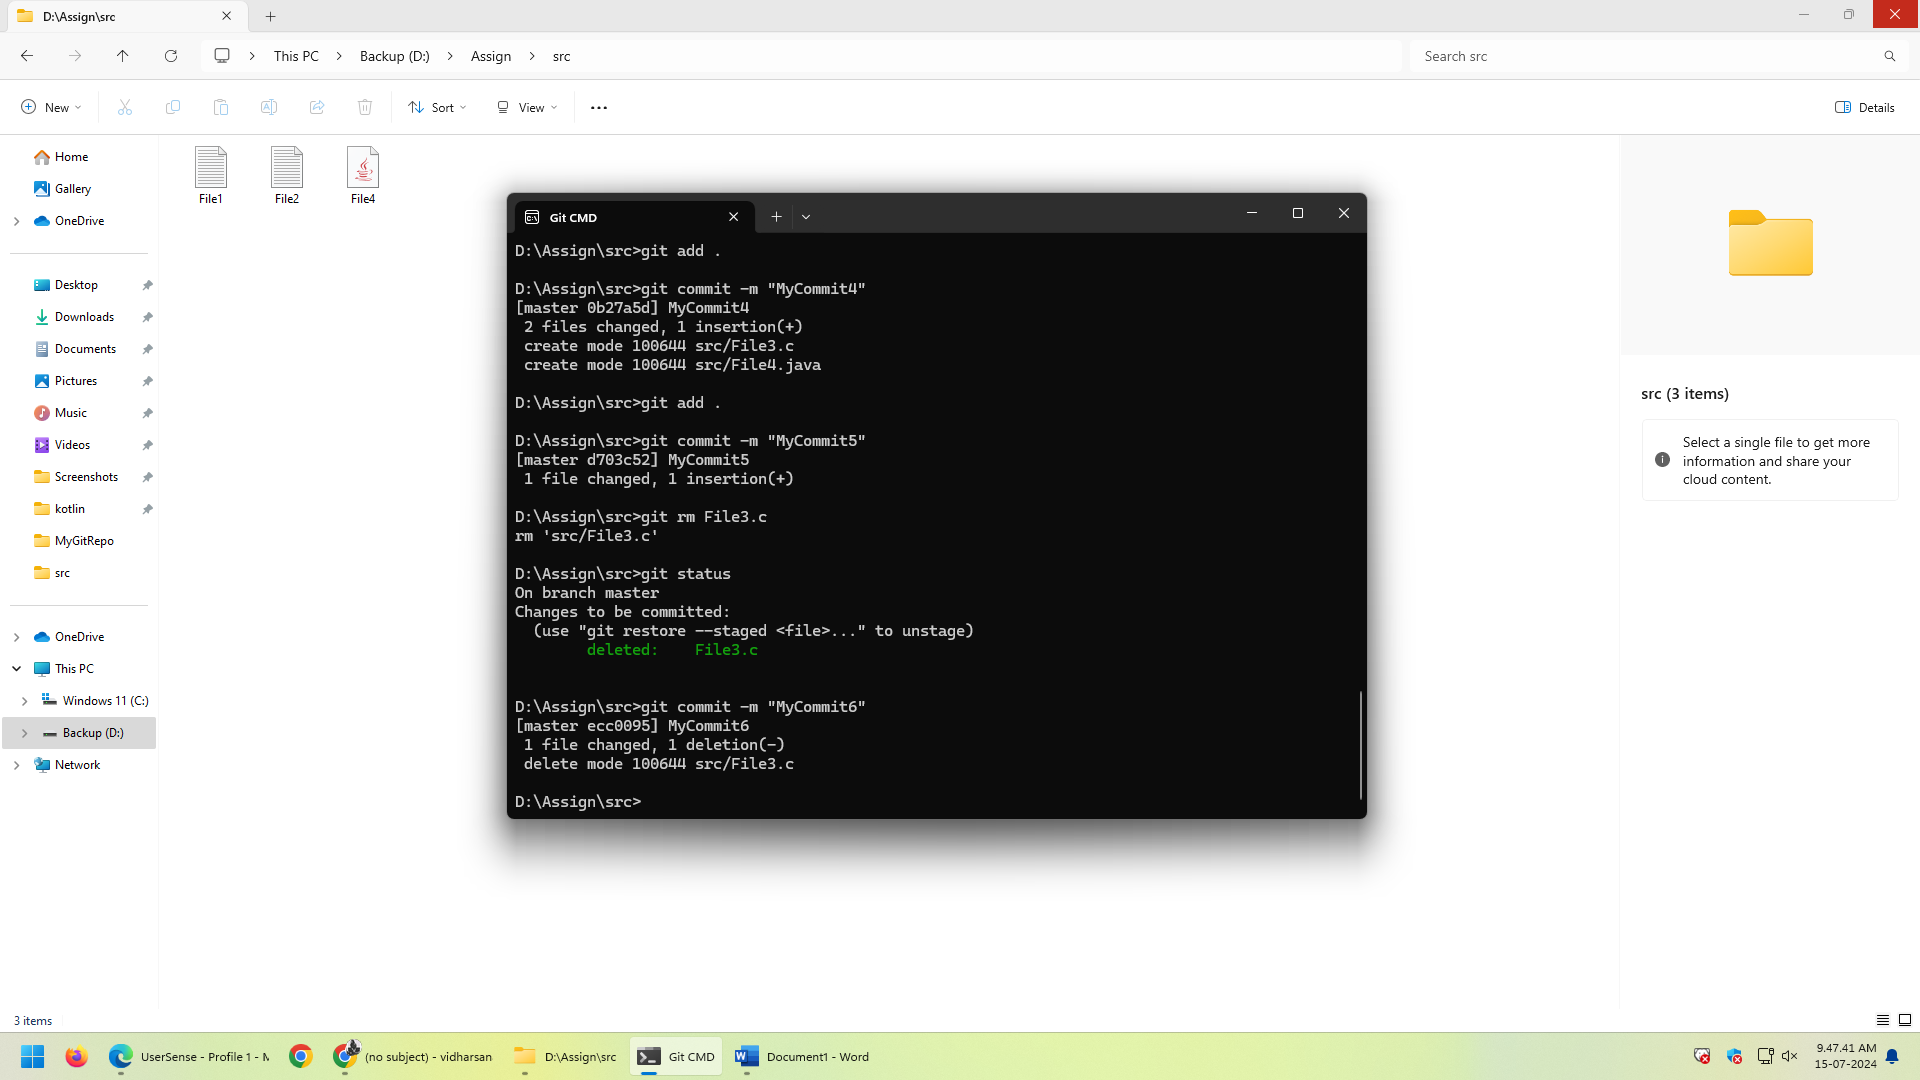 D:\Assign\src
This PC
Backup (D:)
Assign
src
Search src
New
Sort
View
Details
Home
Gallery
OneDrive
Desktop
Downloads
Documents
Pictures
Music
Videos
Screenshots
kotlin
MyGitRepo
src
OneDrive
This PC
Windows 11 (C:)
Backup (D:)
Network
File1
File2
File4
Git CMD
D:\Assign\src>git add .
D:\Assign\src>git commit -m "MyCommit4"
[master 0b27a5d] MyCommit4
2 files changed, 1 insertion(+)
create mode 100644 src/File3.c
create mode 100644 src/File4.java
D:\Assign\src>git add .
D:\Assign\src>git commit -m "MyCommit5"
[master d703c52] MyCommit5
1 file changed, 1 insertion(+)
D:\Assign\src>git rm File3.c
rm 'src/File3.c'
D:\Assign\src>git status
On branch master
Changes to be committed:
(use "git restore --staged <file>..." to unstage)
deleted: File3.c
D:\Assign\src>git commit -m "MyCommit6"
[master ecc0095] MyCommit6
1 file changed, 1 deletion(-)
delete mode 100644 src/File3.c
D:\Assign\src>
src (3 items)
Select a single file to get more
information and share your
cloud content.
3 items
UserSense - Profile 1 - M
(no subject) - vidharsan
D:\Assign\src
Git CMD
Document1 - Word
9.47.41 AM
15-07-2024